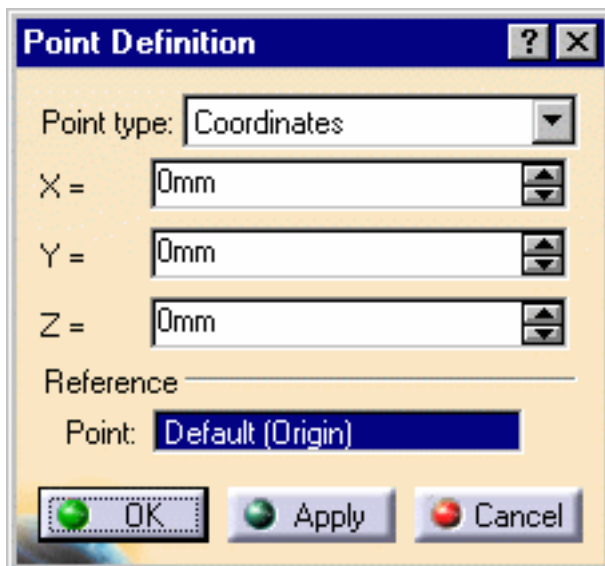 Point Definition ? X
Point type: Coordinates
X = 0mm
Y = 0mm
Z = 0mm
Reference
Point: Default (Origin)
OK Apply Cancel